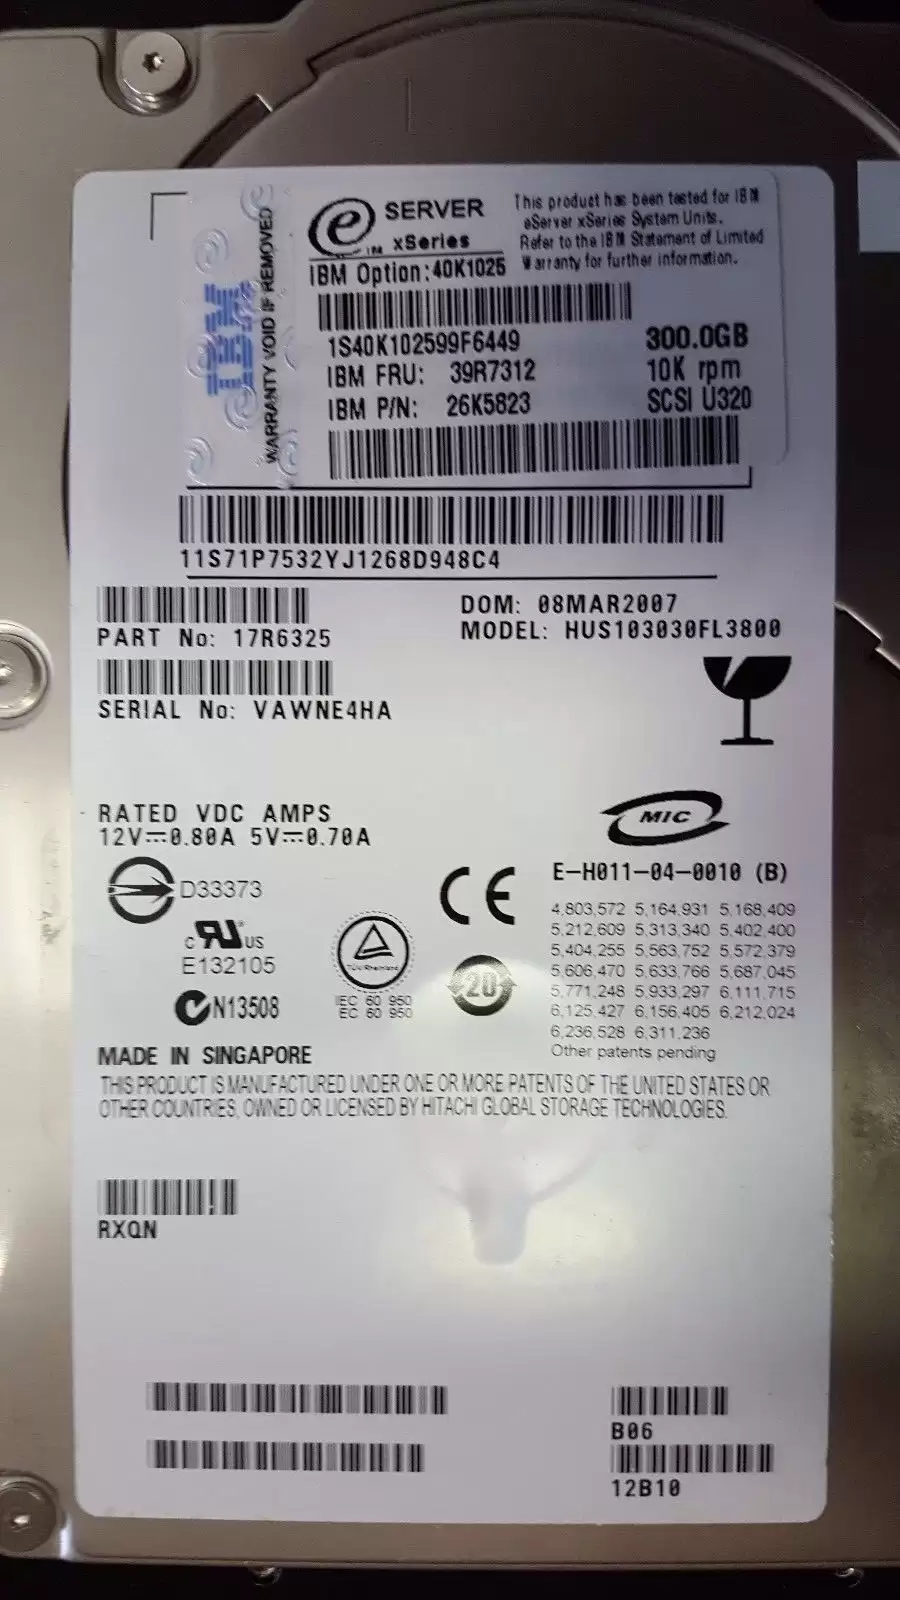 IBM
WARRANTY VOID IF REMOVED
e SERVER
xSeries
This product has been tested for IBM
eServer xSeries System Units.
Refer to the IBM Statement of Limited
Warranty for further information.
IBM Option:40K1025
1S40K102599F6449 300.0GB
IBM FRU: 39R7312 10K rpm
IBM P/N: 26K5823 SCSI U320
11S71P7532YJ1268D948C4
DOM: 08MAR2007
PART No: 17R6325 MODEL: HUS103030FL3800
SERIAL No: VAWNE4HA
RATED VDC AMPS
12V⎓0.80A 5V⎓0.70A
MIC
E-H011-04-0010 (B)
D33373
c RU US
E132105
N13508
TÜV Rheinland
IEC 60 950
EC 60 950
CE
20
4,803,572 5,164,931 5,168,409
5,212,609 5,313,340 5,402,400
5,404,255 5,563,752 5,572,379
5,606,470 5,633,766 5,687,045
5,771,248 5,933,297 6,111,715
6,125,427 6,156,405 6,212,024
6,236,528 6,311,236
Other patents pending
MADE IN SINGAPORE
THIS PRODUCT IS MANUFACTURED UNDER ONE OR MORE PATENTS OF THE UNITED STATES OR
OTHER COUNTRIES, OWNED OR LICENSED BY HITACHI GLOBAL STORAGE TECHNOLOGIES.
RXQN
B06
12B10